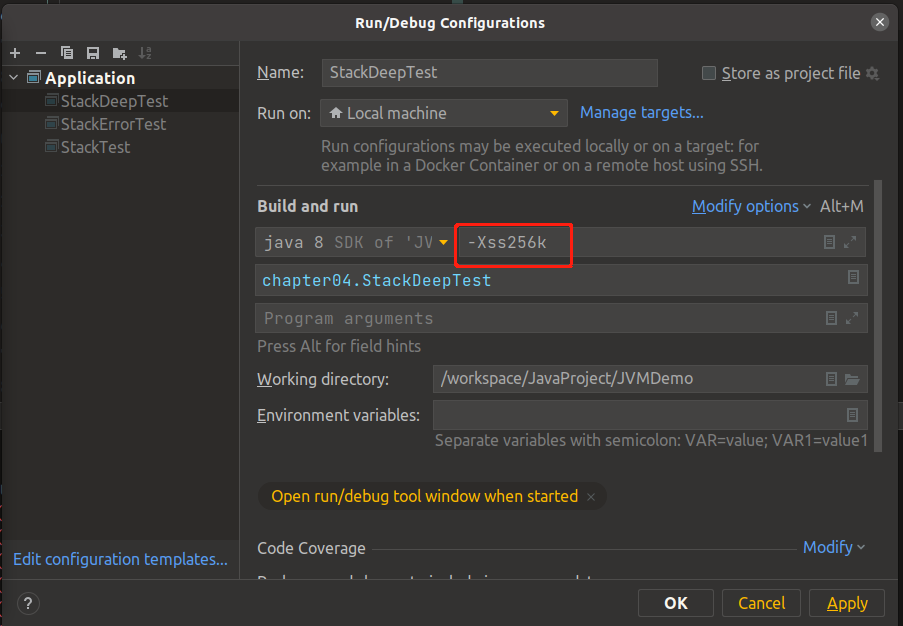 Run/Debug Configurations
Application
StackDeepTest
StackErrorTest
StackTest
Name: StackDeepTest Store as project file
Run on: Local machine Manage targets...
Run configurations may be executed locally or on a target: for
example in a Docker Container or on a remote host using SSH.
Build and run Modify options Alt+M
java 8 SDK of 'JV -Xss256k
chapter04.StackDeepTest
Program arguments
Press Alt for field hints
Working directory: /workspace/JavaProject/JVMDemo
Environment variables:
Separate variables with semicolon: VAR=value; VAR1=value1
Open run/debug tool window when started
Code Coverage Modify
Edit configuration templates...
? OK Cancel Apply